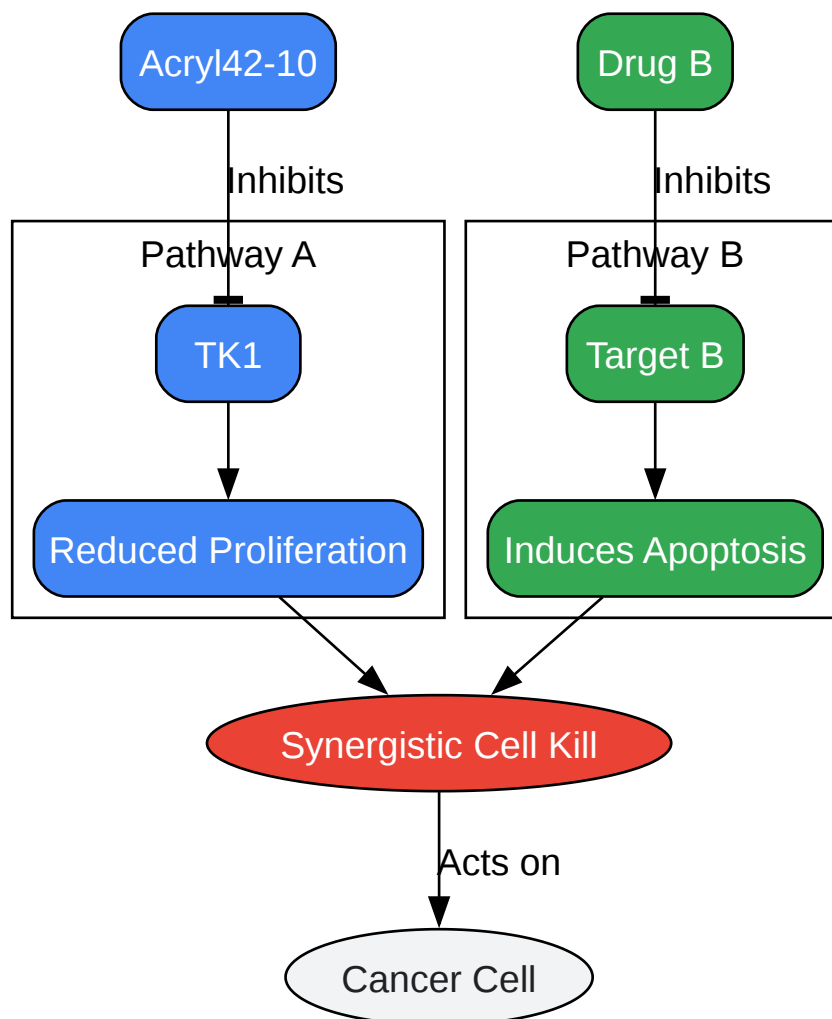 Acryl42-10
Drug B
Inhibits
Inhibits
Pathway A
Pathway B
TK1
Target B
Reduced Proliferation
Induces Apoptosis
Synergistic Cell Kill
Acts on
Cancer Cell